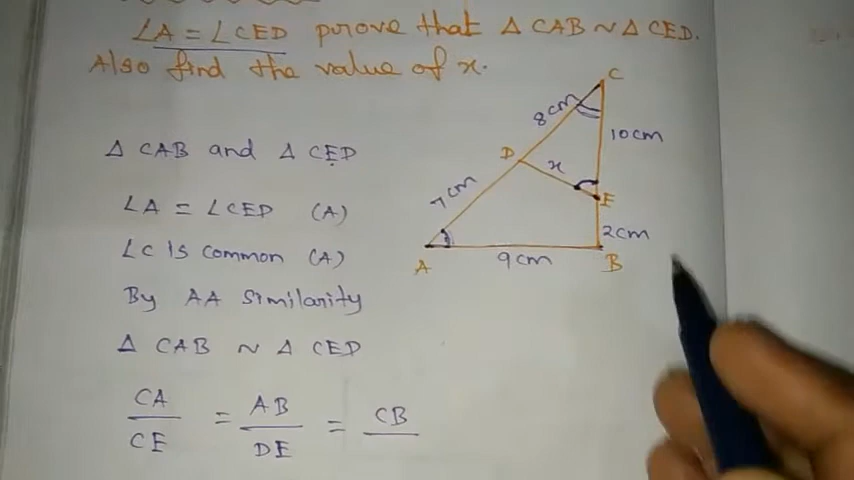 ∠A = ∠CED prove that Δ CAB ~ Δ CED.
Also find the value of x.
C
8cm
10cm
D
x
7cm
E
2cm
A
9cm
B
Δ CAB and Δ CED
∠A = ∠CED (A)
∠C is common (A)
By AA similarity
Δ CAB ~ Δ CED
CA/CE = AB/DE = CB/